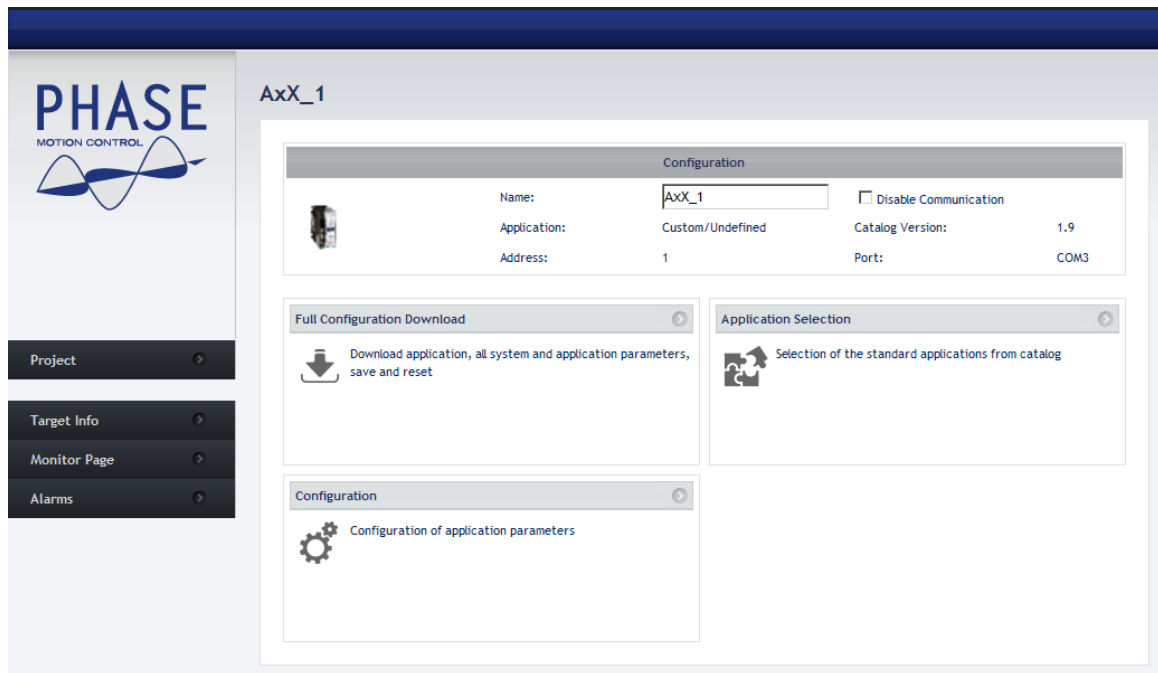 PHASE
MOTION CONTROL
AxX_1
Configuration
Name: AxX_1 Disable Communication
Application: Custom/Undefined Catalog Version: 1.9
Address: 1 Port: COM3
Full Configuration Download
Download application, all system and application parameters,
save and reset
Application Selection
Selection of the standard applications from catalog
Project
Target Info
Monitor Page
Alarms
Configuration
Configuration of application parameters